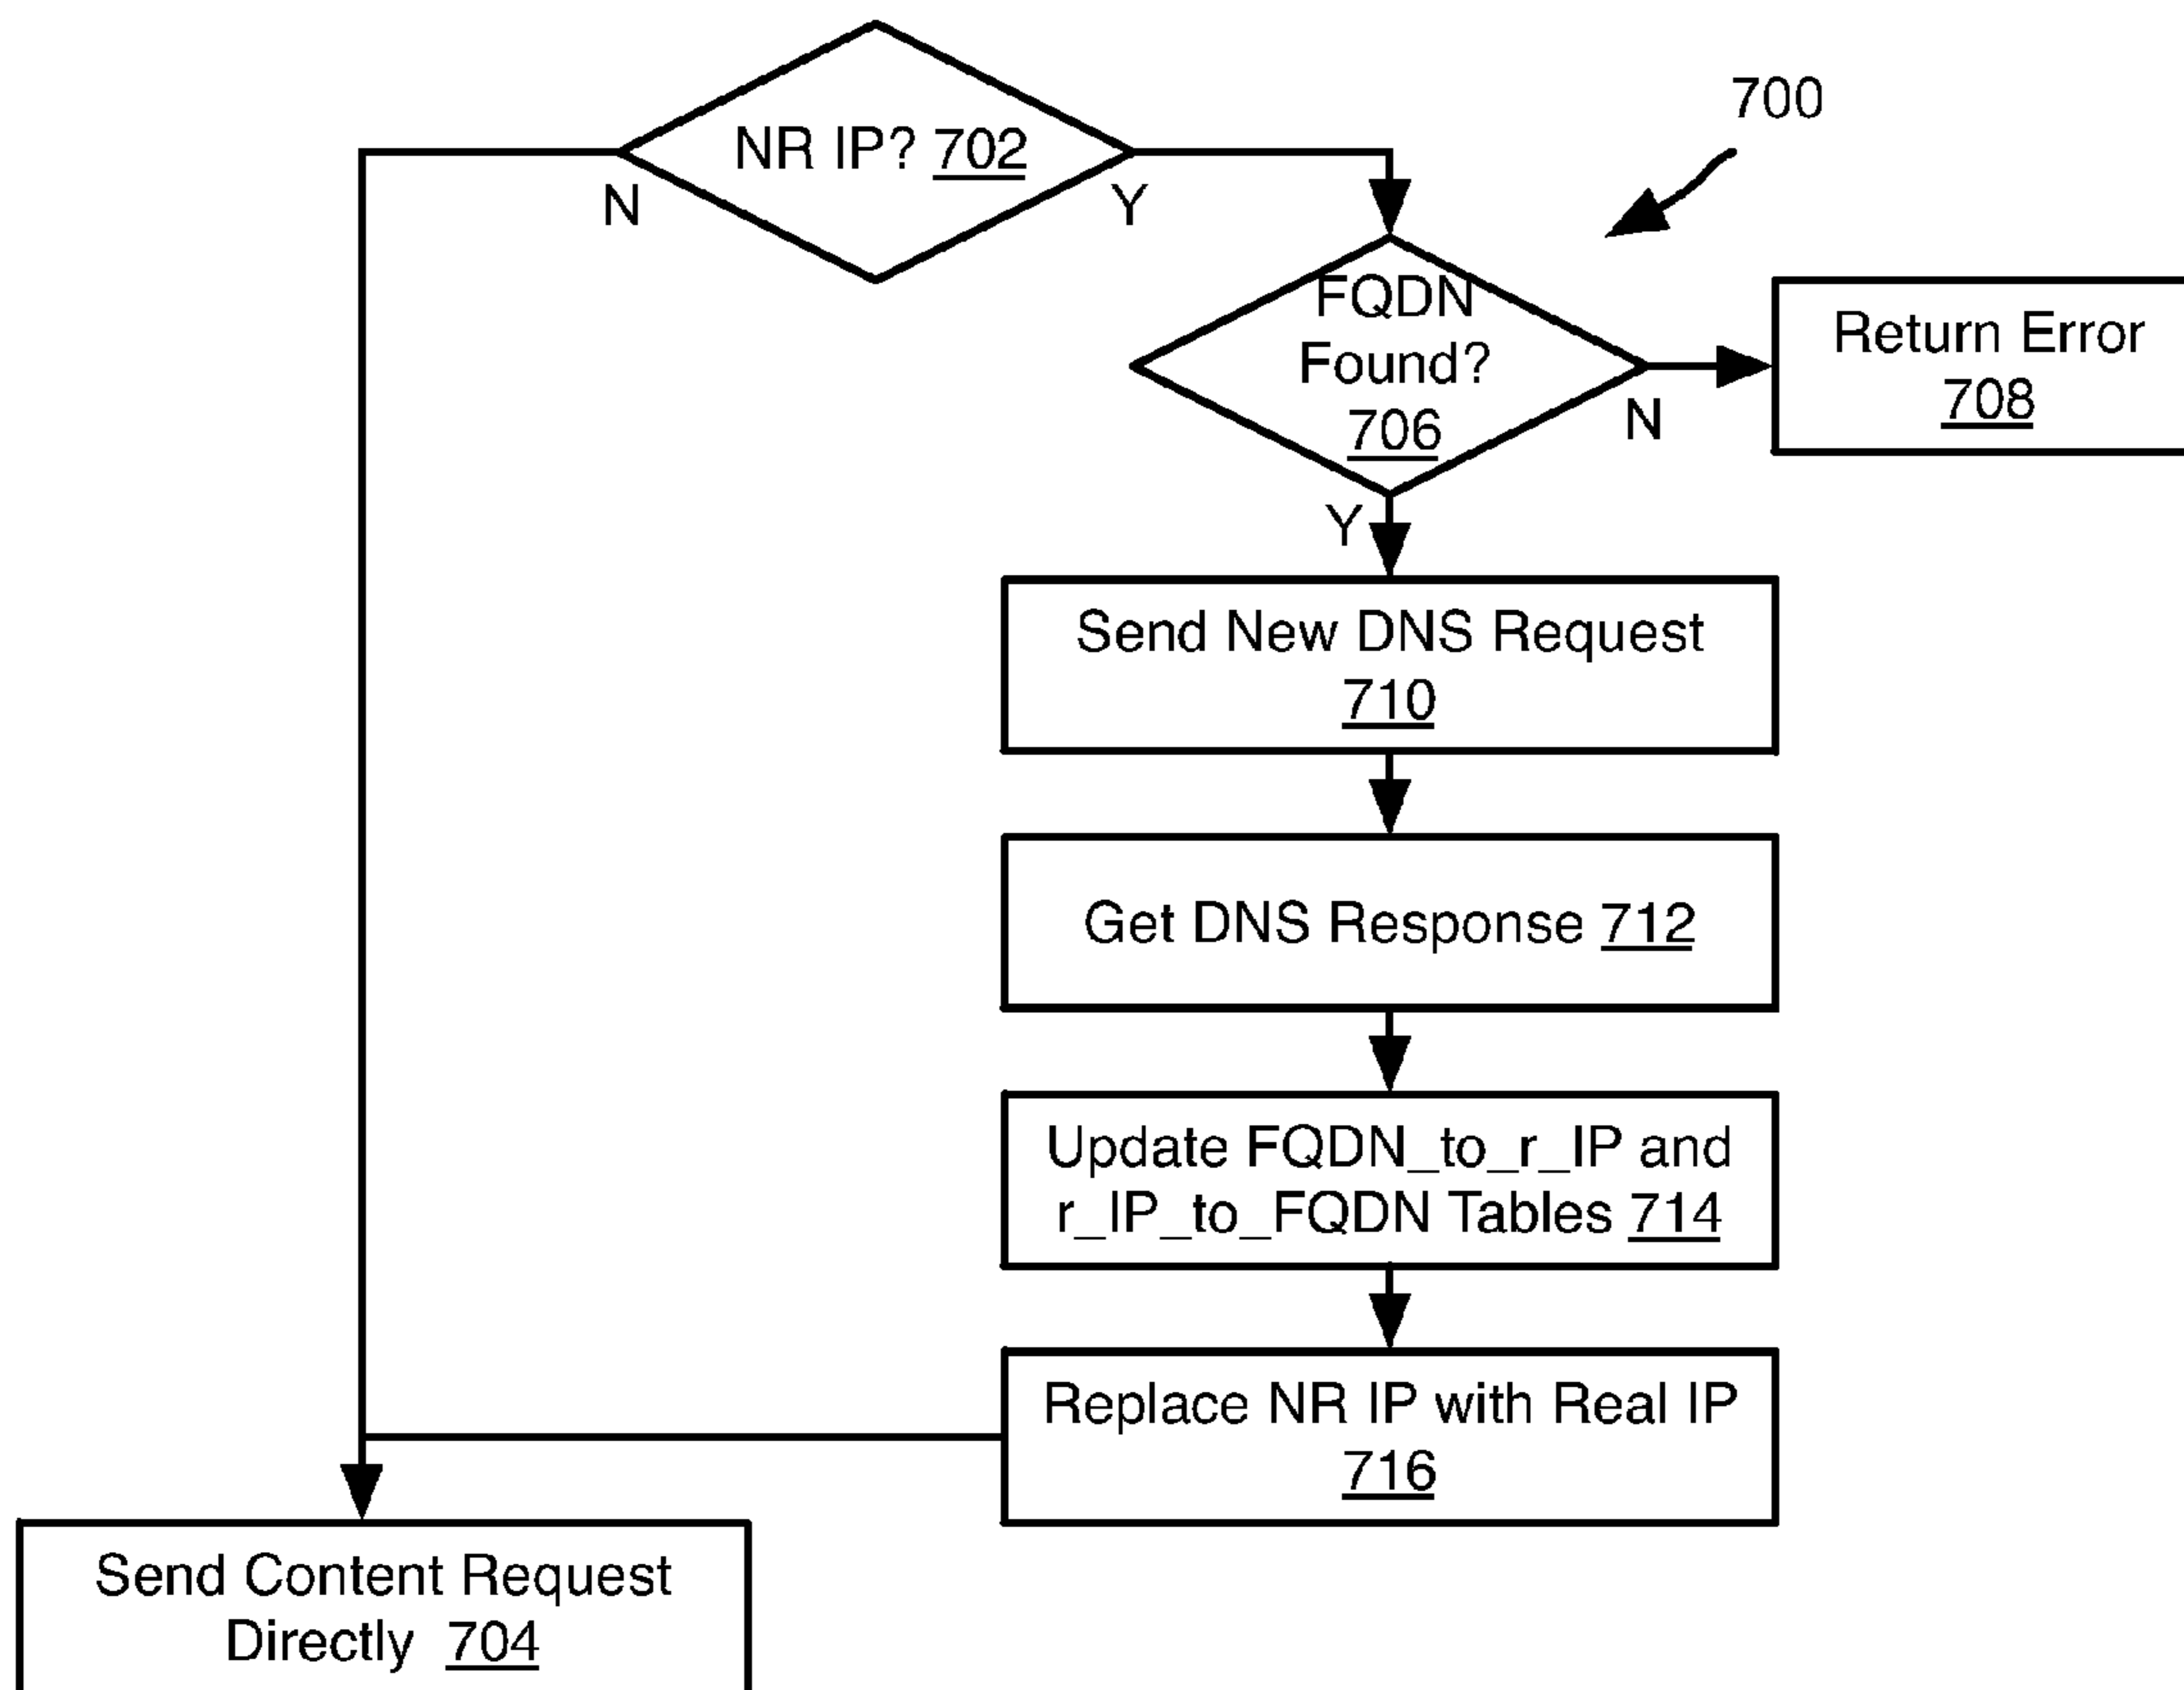 NR IP? 702
N
Y
700
FQDN
Found?
706
N
Y
Return Error
708
Send New DNS Request
710
Get DNS Response 712
Update FQDN_to_r_IP and
r_IP_to_FQDN Tables 714
Replace NR IP with Real IP
716
Send Content Request
Directly 704